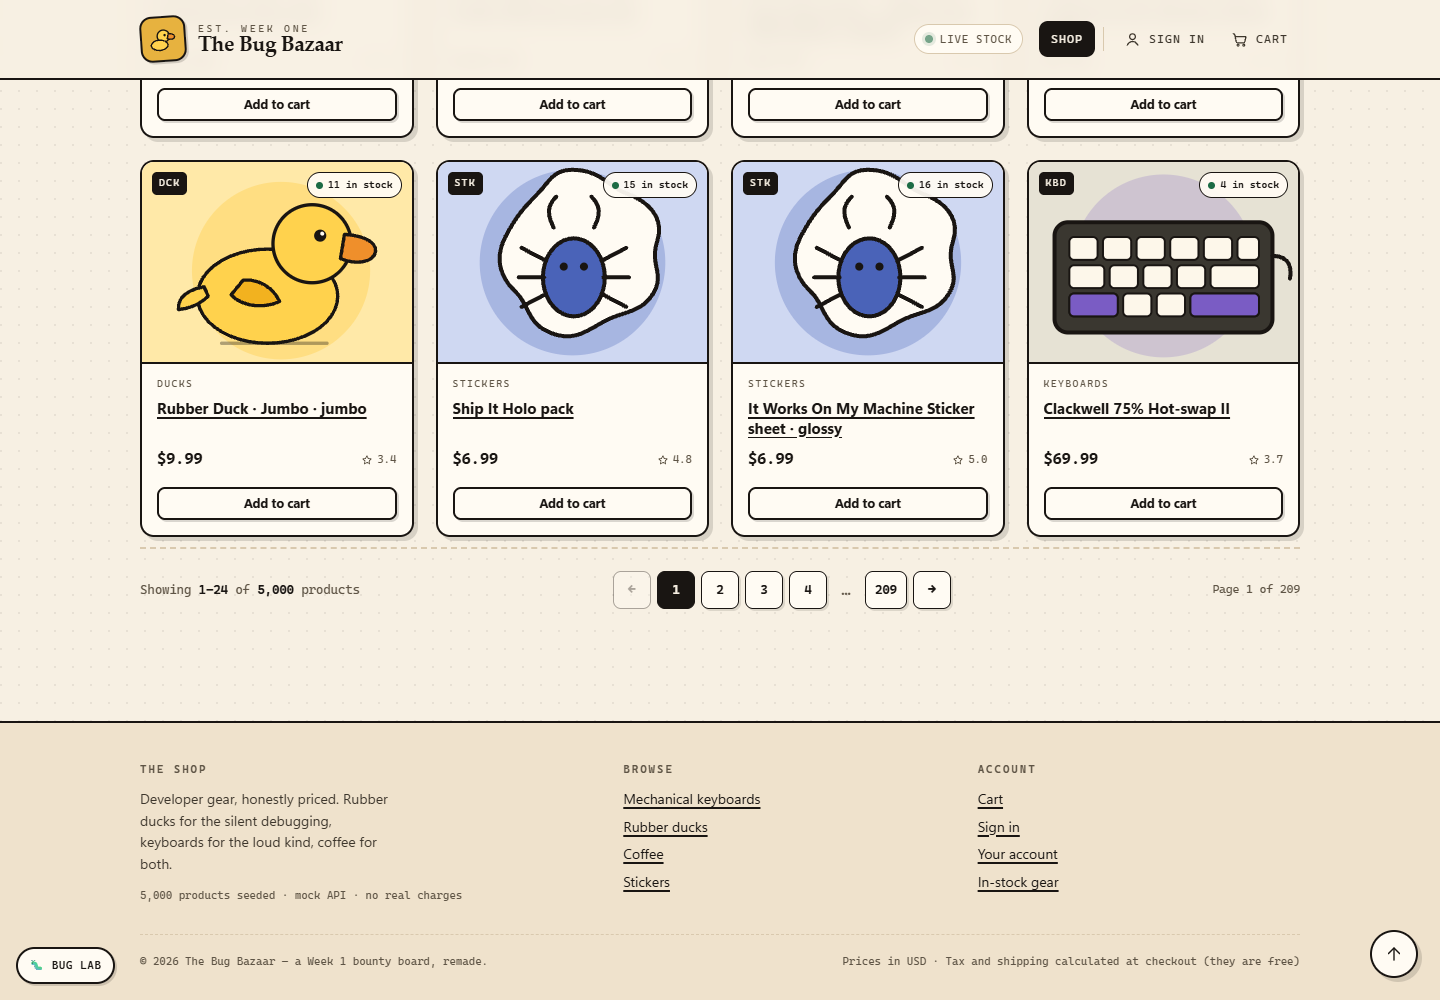 EST. WEEK ONE
The Bug Bazaar
LIVE STOCK
SHOP
SIGN IN
CART
Add to cart
Add to cart
Add to cart
Add to cart
DCK
11 in stock
STK
15 in stock
STK
16 in stock
KBD
4 in stock
DUCKS
Rubber Duck · Jumbo · jumbo
$9.99
3.4
Add to cart
STICKERS
Ship It Holo pack
$6.99
4.8
Add to cart
STICKERS
It Works On My Machine Sticker
sheet · glossy
$6.99
5.0
Add to cart
KEYBOARDS
Clackwell 75% Hot-swap II
$69.99
3.7
Add to cart
Showing 1–24 of 5,000 products
← 1 2 3 4 … 209 →
Page 1 of 209
THE SHOP
Developer gear, honestly priced. Rubber
ducks for the silent debugging,
keyboards for the loud kind, coffee for
both.
5,000 products seeded · mock API · no real charges
BROWSE
Mechanical keyboards
Rubber ducks
Coffee
Stickers
ACCOUNT
Cart
Sign in
Your account
In-stock gear
BUG LAB
© 2026 The Bug Bazaar — a Week 1 bounty board, remade.
Prices in USD · Tax and shipping calculated at checkout (they are free)